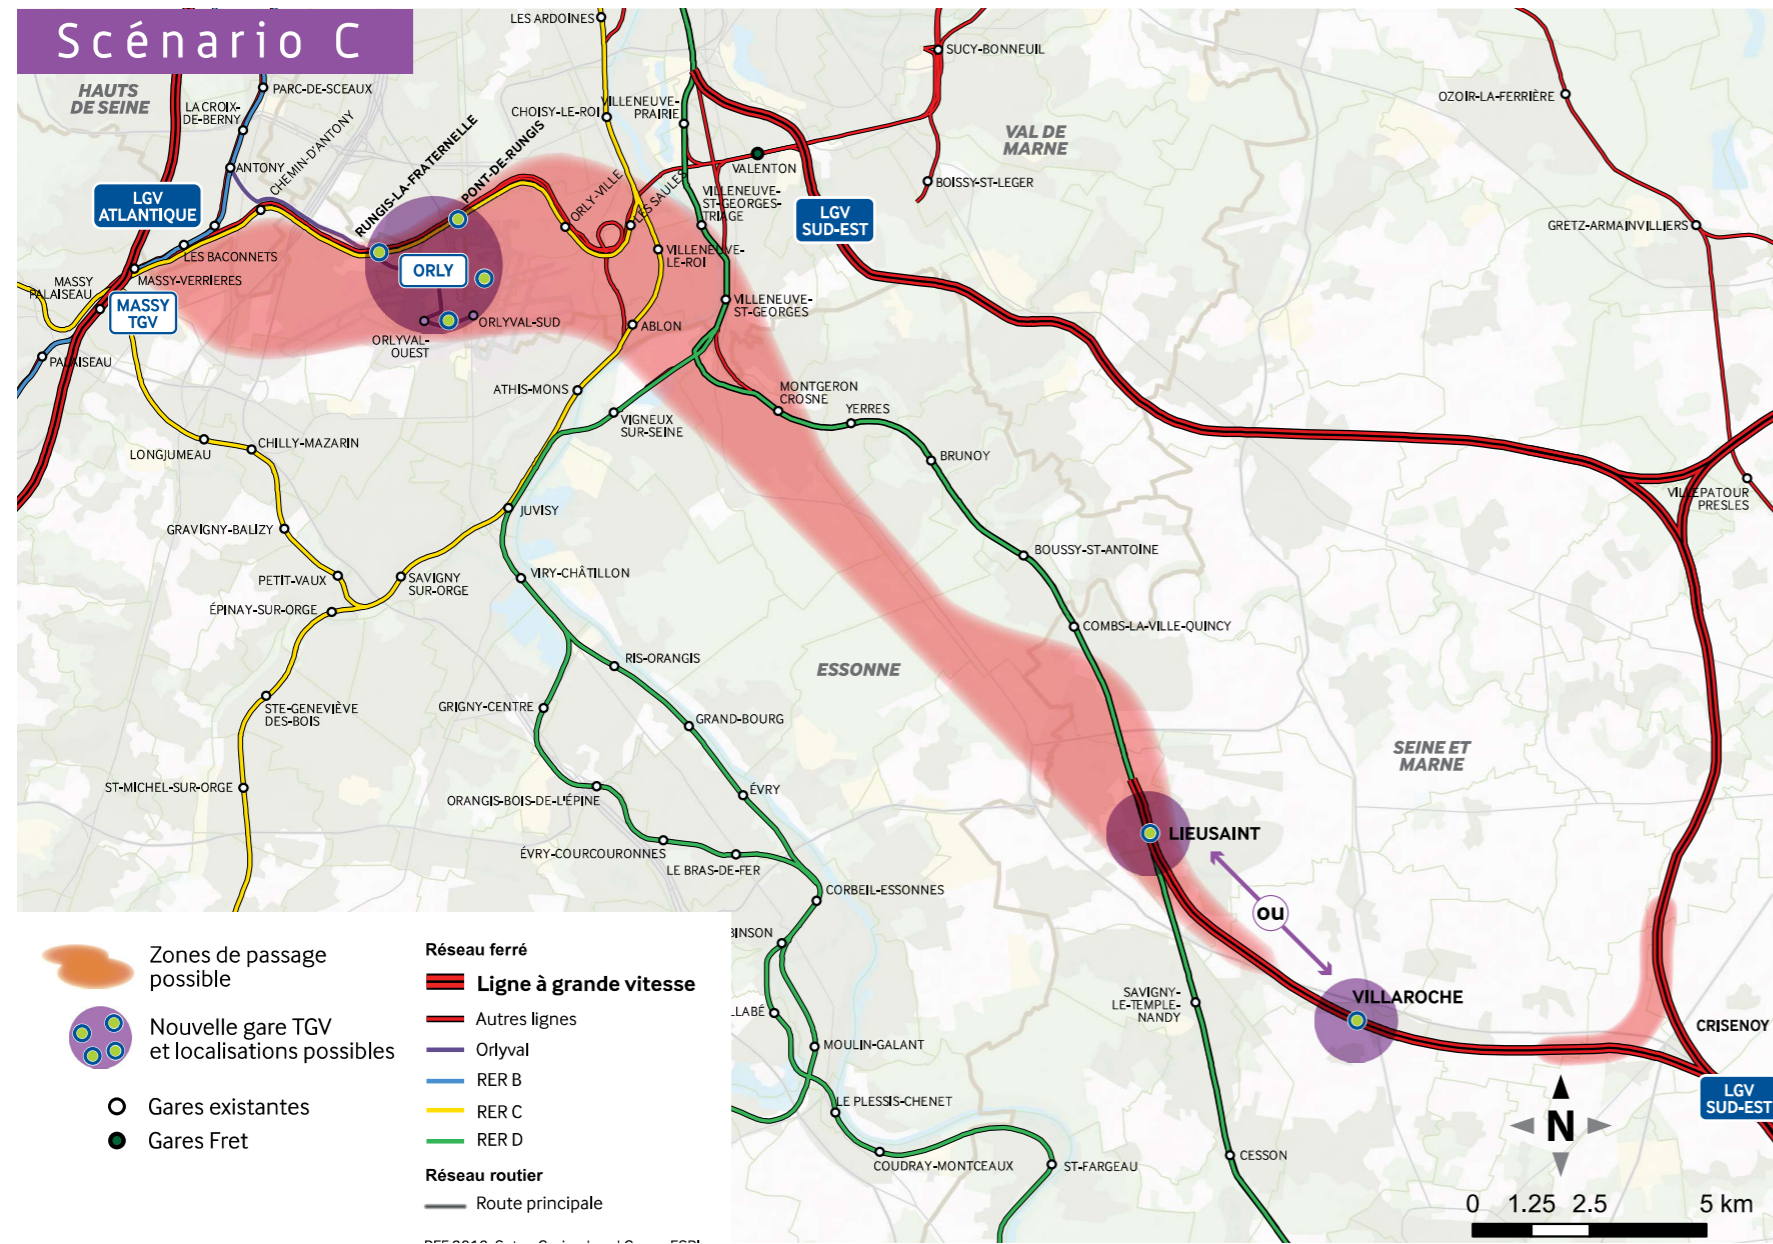 Scénario C
HAUTS
DE SEINE
PARC-DE-SCEAUX
LA CROIX-
DE-BERNY
ANTONY
CHEMIN-D'ANTONY
LGV
ATLANTIQUE
LES BACONNETS
MASSY-VERRIERES
MASSY
PALAISEAU
MASSY
TGV
PALAISEAU
RUNGIS-LA-FRATERNELLE
PONT-DE-RUNGIS
ORLY
ORLYVAL-SUD
ORLYVAL-
OUEST
LES ARDOINES
CHOISY-LE-ROI
VILLENEUVE-
PRAIRIE
ORLY-VILLE
LES SAULES
VALENTON
VILLENEUVE-
ST-GEORGES-
TRIAGE
VILLENEUVE-
LE-ROI
VILLENEUVE-
ST-GEORGES
ABLON
SUCY-BONNEUIL
VAL DE
MARNE
BOISSY-ST-LEGER
LGV
SUD-EST
OZOIR-LA-FERRIÈRE
GRETZ-ARMAINVILLIERS
VILLEPATOUR
PRESLES
ATHIS-MONS
VIGNEUX
SUR-SEINE
MONTGERON
CROSNE
YERRES
BRUNOY
BOUSSY-ST-ANTOINE
COMBS-LA-VILLE-QUINCY
LONGJUMEAU
CHILLY-MAZARIN
GRAVIGNY-BALIZY
PETIT-VAUX
ÉPINAY-SUR-ORGE
SAVIGNY
SUR-ORGE
JUVISY
VIRY-CHÂTILLON
RIS-ORANGIS
STE-GENEVIÈVE
DES-BOIS
GRIGNY-CENTRE
GRAND-BOURG
ESSONNE
SEINE ET
MARNE
ST-MICHEL-SUR-ORGE
ORANGIS-BOIS-DE-L'ÉPINE
ÉVRY
ÉVRY-COURCOURONNES
LE BRAS-DE-FER
CORBEIL-ESSONNES
LIEUSAINT
ou
VILLAROCHE
SAVIGNY-
LE-TEMPLE-
NANDY
CRISENOY
LGV
SUD-EST
BINSON
LLABÉ
MOULIN-GALANT
LE PLESSIS-CHENET
COUDRAY-MONTCEAUX
ST-FARGEAU
CESSON
Zones de passage
possible
Nouvelle gare TGV
et localisations possibles
Gares existantes
Gares Fret
Réseau ferré
Ligne à grande vitesse
Autres lignes
Orlyval
RER B
RER C
RER D
Réseau routier
Route principale
N
0 1.25 2.5 5 km